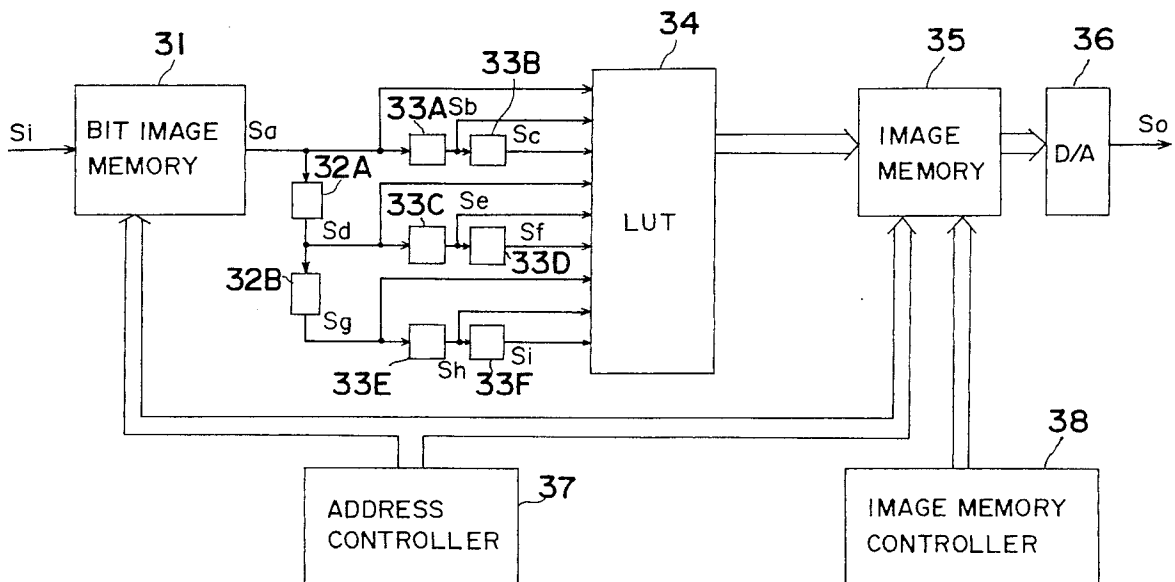 31
34
33B
35
36
Si
BIT IMAGE
MEMORY
Sa
33A
Sb
Sc
LUT
IMAGE
MEMORY
D/A
So
32A
Sd
33C
Se
Sf
33D
32B
Sg
33E
Sh
33F
Si
37
ADDRESS
CONTROLLER
38
IMAGE MEMORY
CONTROLLER